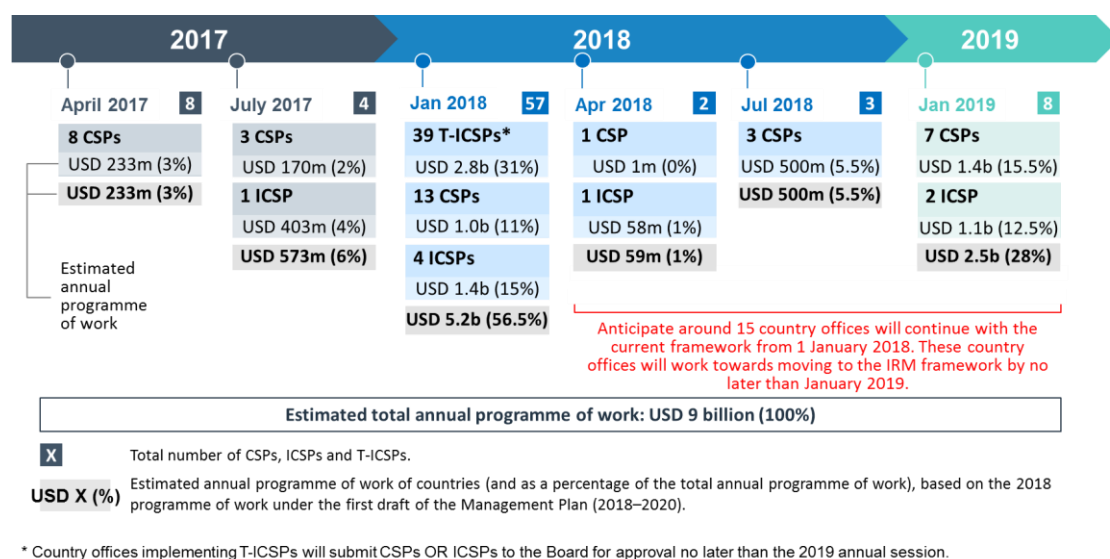 2017
2018
2019
April 2017 8
8 CSPs
USD 233m (3%)
USD 233m (3%)
July 2017 4
3 CSPs
USD 170m (2%)
1 ICSP
USD 403m (4%)
USD 573m (6%)
Jan 2018 57
39 T-ICSPs*
USD 2.8b (31%)
13 CSPs
USD 1.0b (11%)
4 ICSPs
USD 1.4b (15%)
USD 5.2b (56.5%)
Apr 2018 2
1 CSP
USD 1m (0%)
1 ICSP
USD 58m (1%)
USD 59m (1%)
Jul 2018 3
3 CSPs
USD 500m (5.5%)
USD 500m (5.5%)
Jan 2019 8
7 CSPs
USD 1.4b (15.5%)
2 ICSP
USD 1.1b (12.5%)
USD 2.5b (28%)
Estimated
annual
programme
of work
Anticipate around 15 country offices will continue with the
current framework from 1 January 2018. These country
offices will work towards moving to the IRM framework by no
later than January 2019.
Estimated total annual programme of work: USD 9 billion (100%)
X Total number of CSPs, ICSPs and T-ICSPs.
USD X (%) Estimated annual programme of work of countries (and as a percentage of the total annual programme of work), based on the 2018
programme of work under the first draft of the Management Plan (2018–2020).
* Country offices implementing T-ICSPs will submit CSPs OR ICSPs to the Board for approval no later than the 2019 annual session.